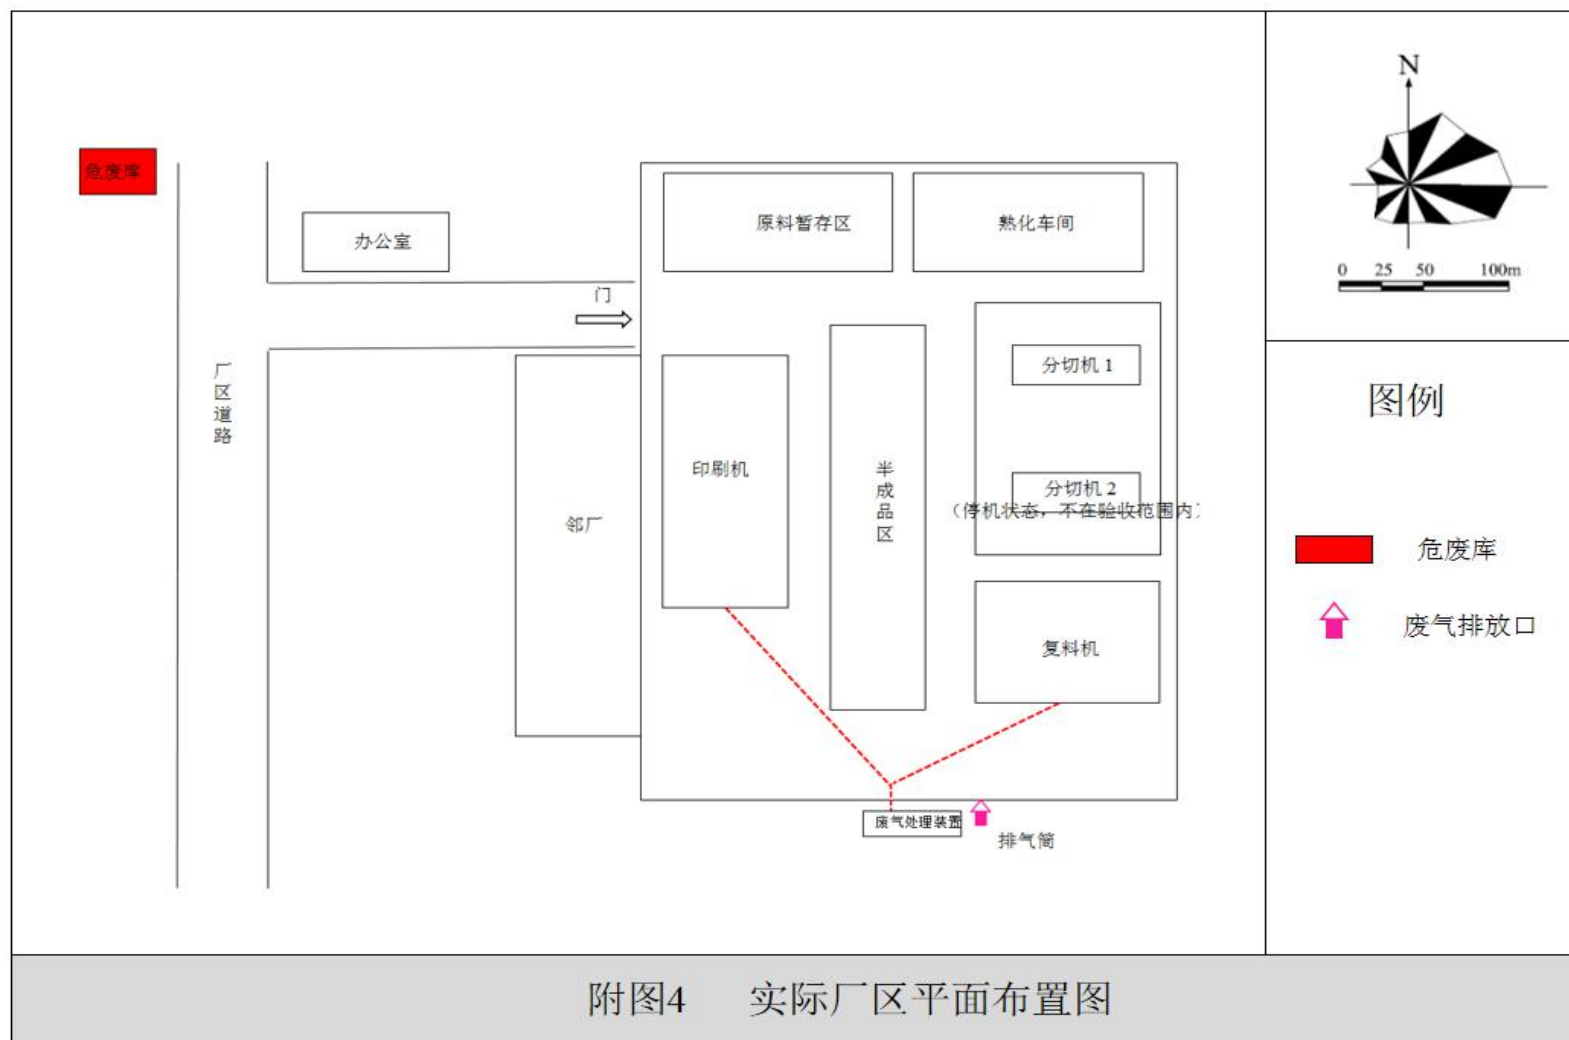 N
危废库
原料暂存区
熟化车间
办公室
0 25 50 100m
门
分切机 1
厂区道路
图例
印刷机
半成品区
分切机 2
(停机状态，不在验收范围内)
邻厂
危废库
废气排放口
复料机
废气处理装置
排气筒
附图4 实际厂区平面布置图